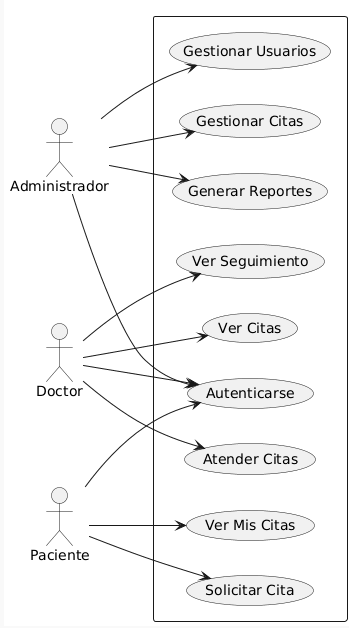 Gestionar Usuarios
Gestionar Citas
Administrador
Generar Reportes
Ver Seguimiento
Ver Citas
Doctor
Autenticarse
Atender Citas
Ver Mis Citas
Paciente
Solicitar Cita